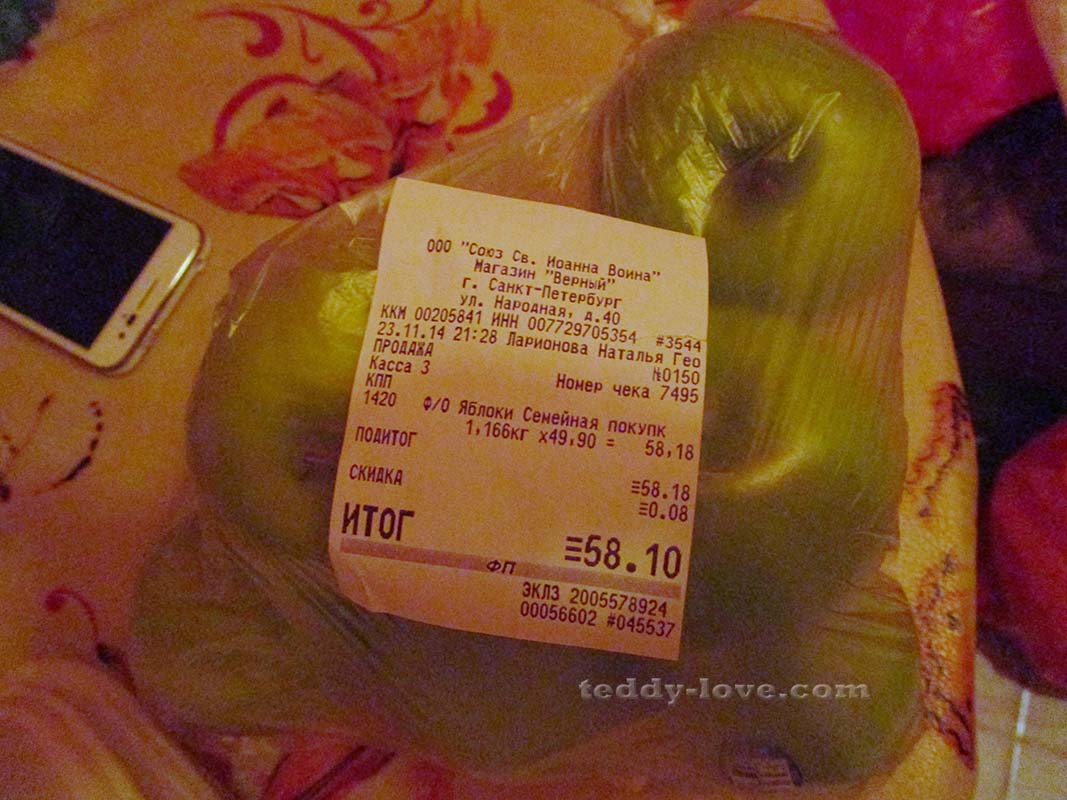 ООО "Союз Св. Иоанна Воина"
Магазин "Верный"
г. Санкт-Петербург
ул. Народная, д.40
ККМ 00205841 ИНН 007729705354 #3544
23.11.14 21:28 Ларионова Наталья Гео
ПРОДАЖА №0150
Касса 3 Номер чека 7495
КПП
1420 Ф/О Яблоки Семейная покупк
1,166кг х49,90 = 58,18
ПОДИТОГ ≡58.18
СКИДКА ≡0.08
ИТОГ ≡58.10
ФП
ЭКЛЗ 2005578924
00056602 #045537
teddy-love.com